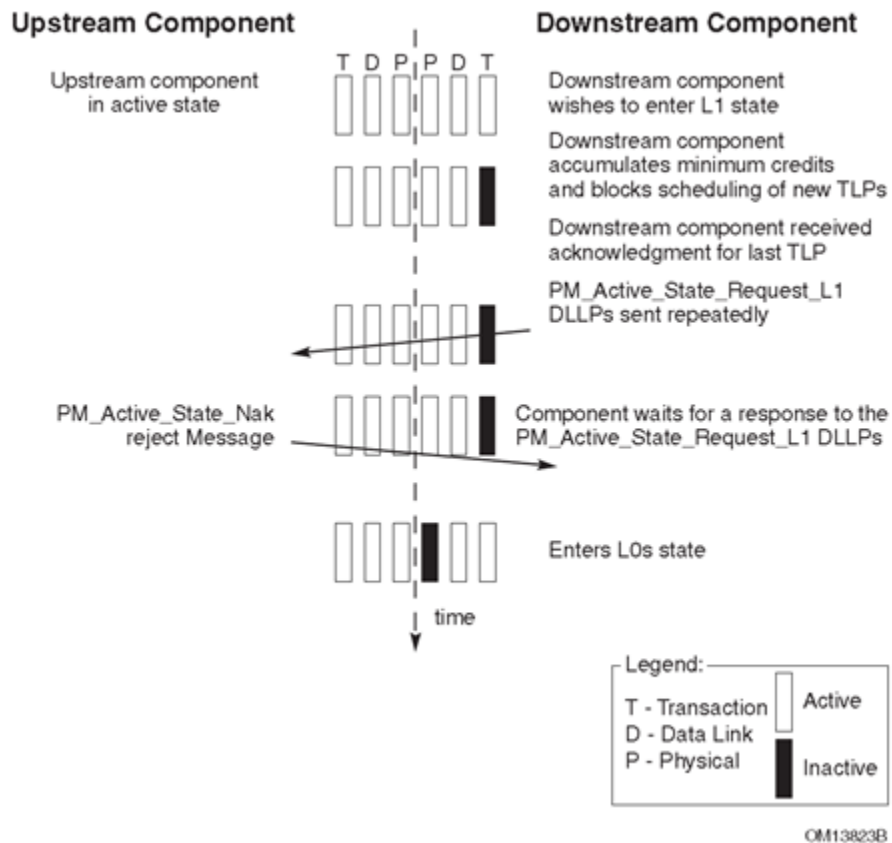 Upstream Component
Downstream Component
T D P P D T
Upstream component
in active state
Downstream component
wishes to enter L1 state
Downstream component
accumulates minimum credits
and blocks scheduling of new TLPs
Downstream component received
acknowledgment for last TLP
PM_Active_State_Request_L1
DLLPs sent repeatedly
PM_Active_State_Nak
reject Message
Component waits for a response to the
PM_Active_State_Request_L1 DLLPs
Enters L0s state
time
Legend:
T - Transaction
D - Data Link
P - Physical
Active
Inactive
OM13823B